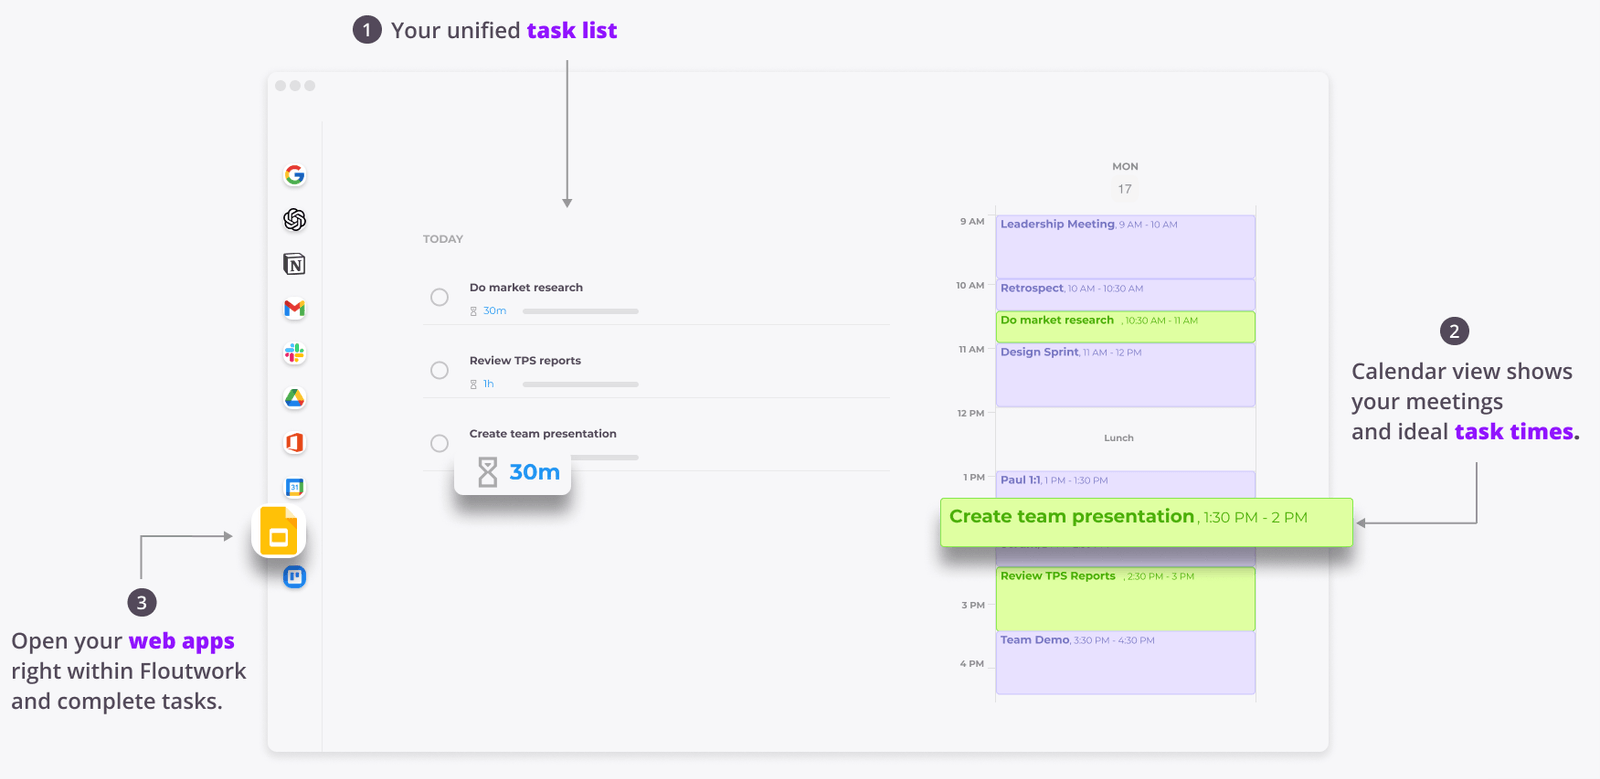 1 Your unified task list
TODAY
Do market research
30m
Review TPS reports
1h
Create team presentation
30m
MON
17
9 AM
Leadership Meeting, 9 AM - 10 AM
10 AM
Retrospect, 10 AM - 10:30 AM
Do market research , 10:30 AM - 11 AM
11 AM
Design Sprint, 11 AM - 12 PM
12 PM
Lunch
1 PM
Paul 1:1, 1 PM - 1:30 PM
Create team presentation, 1:30 PM - 2 PM
Review TPS Reports , 2:30 PM - 3 PM
3 PM
Team Demo, 3:30 PM - 4:30 PM
4 PM
31
2
Calendar view shows
your meetings
and ideal task times.
3
Open your web apps
right within Floutwork
and complete tasks.